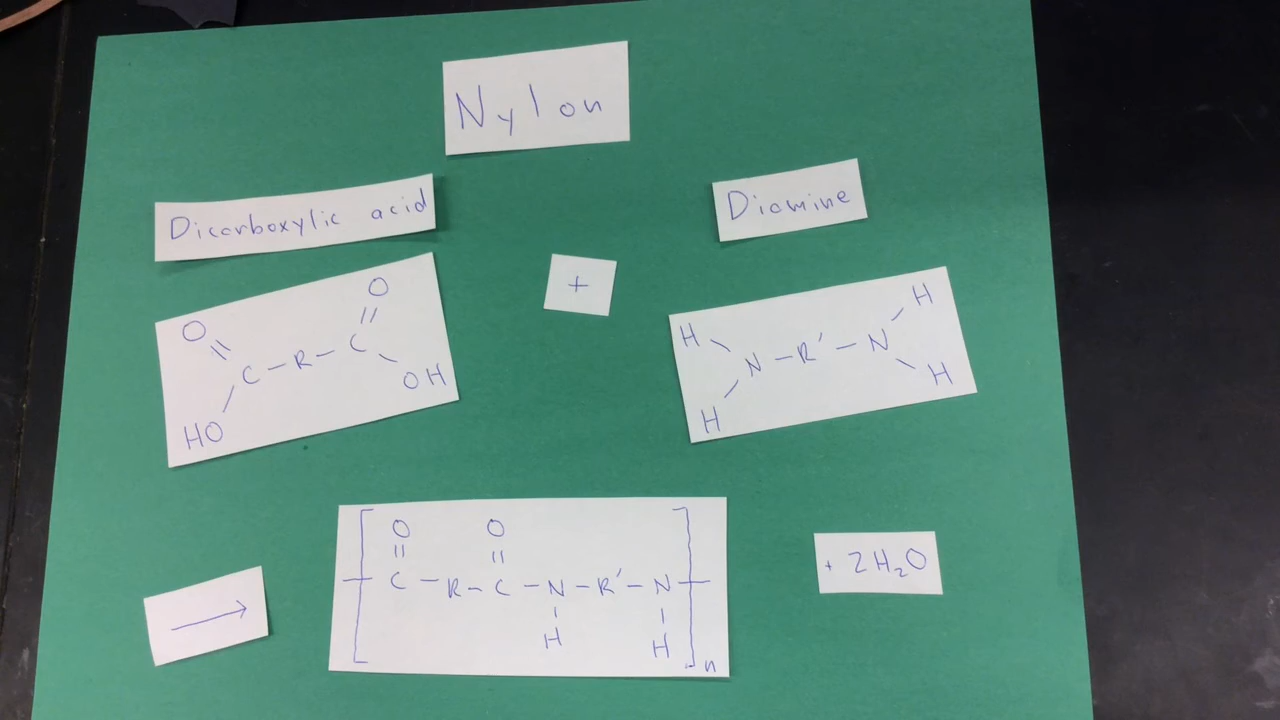 Nylon
Dicarboxylic acid
Diamine
+
O
O
C – R – C
HO
OH
H
H
N – R′ – N
H
H
→
[
O
O
]
– C – R – C – N – R′ – N –
H
H
n
+ 2H₂O